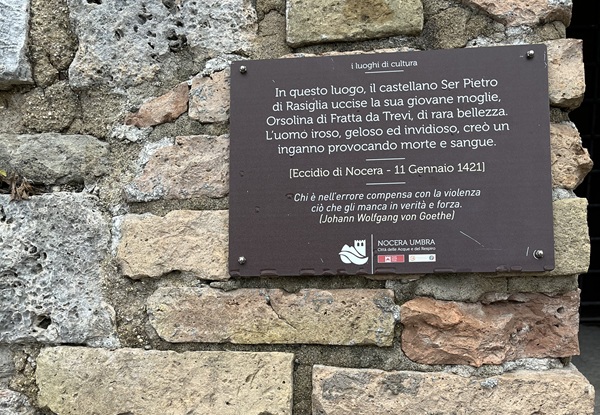 i luoghi di cultura
In questo luogo, il castellano Ser Pietro
di Rasiglia uccise la sua giovane moglie,
Orsolina di Fratta da Trevi, di rara bellezza.
L'uomo iroso, geloso ed invidioso, creò un
inganno provocando morte e sangue.
[Eccidio di Nocera - 11 Gennaio 1421]
Chi è nell'errore compensa con la violenza
ciò che gli manca in verità e forza.
(Johann Wolfgang von Goethe)
NOCERA UMBRA
Città delle Acque e del Respiro